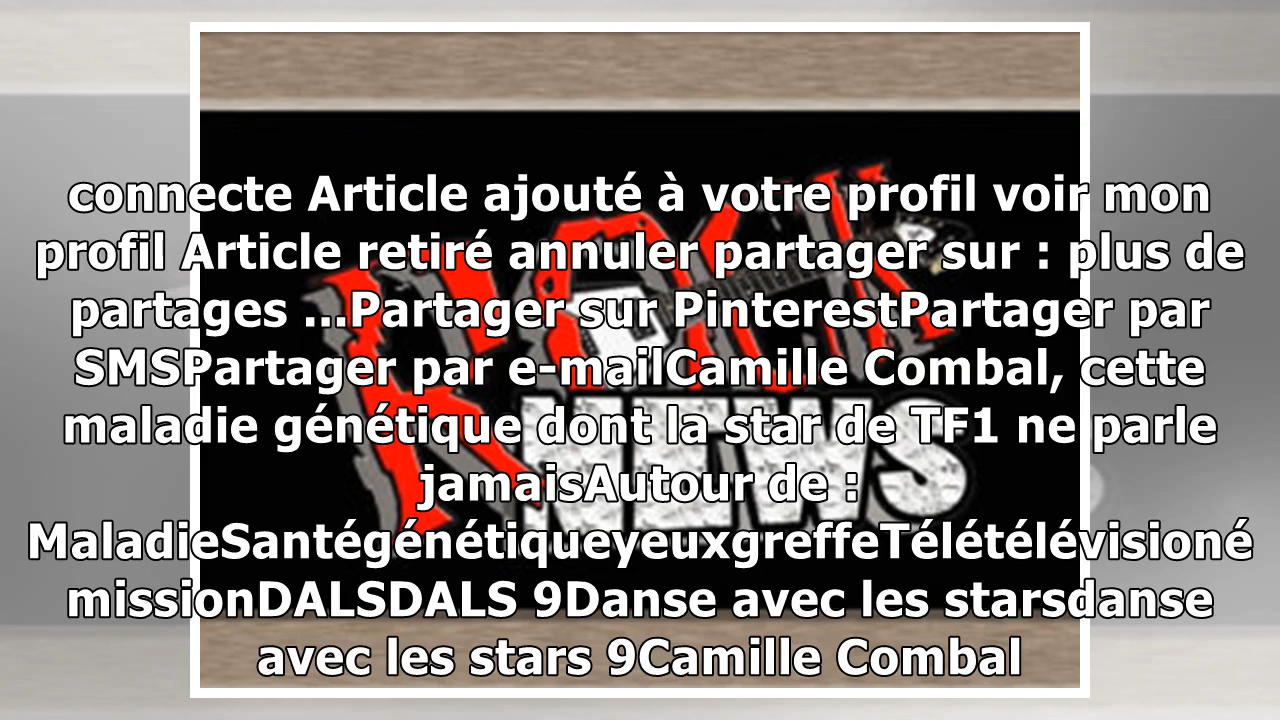 connecte Article ajouté à votre profil voir mon
profil Article retiré annuler partager sur : plus de
partages ...Partager sur PinterestPartager par
SMSPartager par e-mailCamille Combal, cette
maladie génétique dont la star de TF1 ne parle
jamaisAutour de :
MaladieSantégénétiqueyeuxgreffeTélétélévisioné
missionDALSDALS 9Danse avec les starsdanse
avec les stars 9Camille Combal
ROCK
NEWS